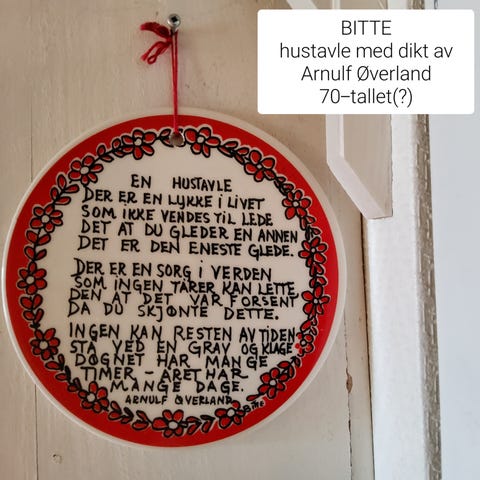 BITTE
hustavle med dikt av
Arnulf Øverland
70-tallet(?)
EN HUSTAVLE
DER ER EN LYKKE i LIVET
SOM IKKE VENDES TIL LEDE
DET AT DU GLEDER EN ANNEN
DET ER DEN ENESTE GLEDE.
DER ER EN SORG i VERDEN
SOM INGEN TÅRER KAN LETTE
DEN AT DET VAR FORSENT
DA DU SKJØNTE DETTE.
INGEN KAN RESTEN AV TIDEN
STÅ VED EN GRAV OG KLAGE
DØGNET HAR MANGE
TIMER - ÅRET HAR
MANGE DAGE.
ARNULF ØVERLAND
Bitte